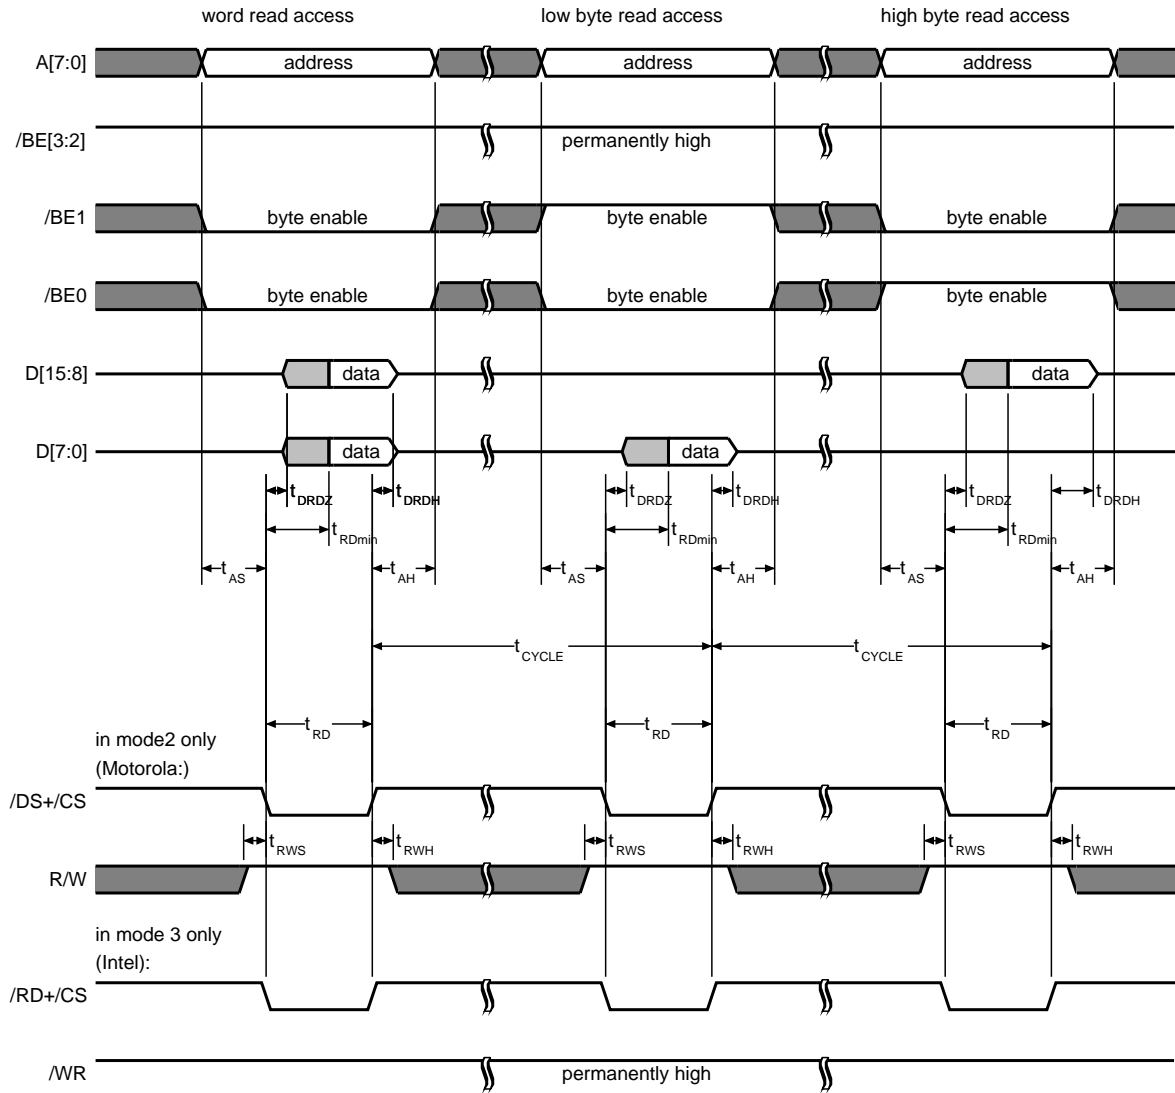 word read access low byte read access high byte read access
A[7:0] address address address
/BE[3:2] permanently high
/BE1 byte enable byte enable byte enable
/BE0 byte enable byte enable byte enable
D[15:8] data data
D[7:0] data data
tDRDZ tDRDH tDRDZ tDRDH tDRDZ tDRDH
tRDmin tRDmin tRDmin
tAS tAH tAS tAH tAS tAH
tCYCLE tCYCLE
tRD tRD tRD
in mode2 only
(Motorola:)
/DS+/CS
tRWS tRWH tRWS tRWH tRWS tRWH
R/W
in mode 3 only
(Intel):
/RD+/CS
/WR permanently high